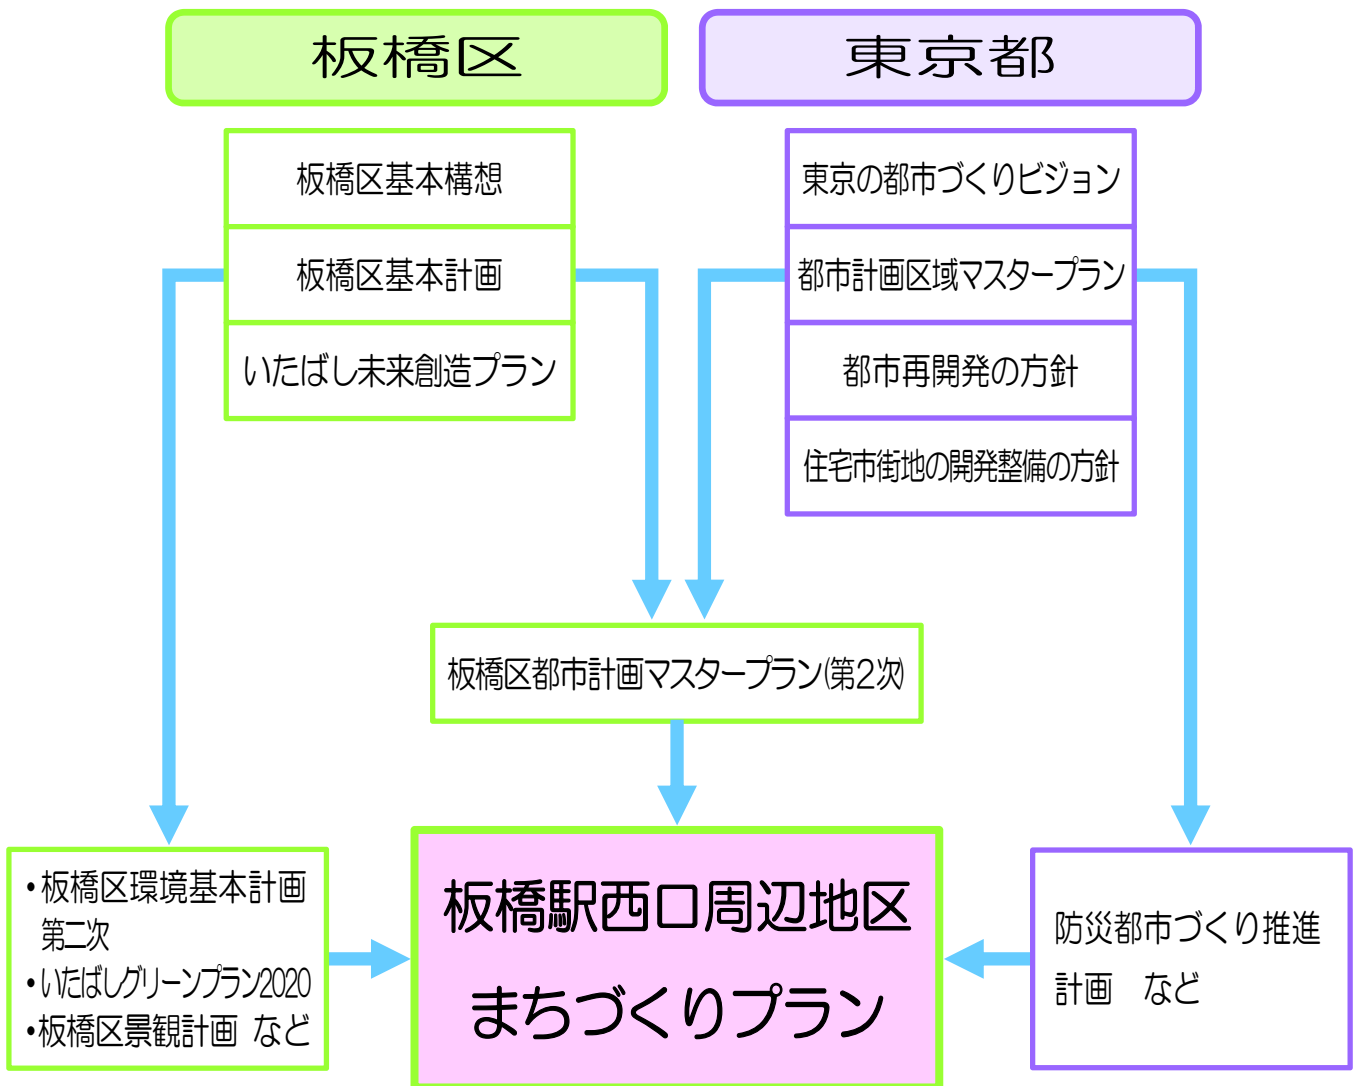 板橋区
東京都
板橋区基本構想
板橋区基本計画
いたばし未来創造プラン
東京の都市づくりビジョン
都市計画区域マスタープラン
都市再開発の方針
住宅市街地の開発整備の方針
板橋区都市計画マスタープラン(第2次)
・板橋区環境基本計画
第二次
・いたばしグリーンプラン2020
・板橋区景観計画 など
板橋駅西口周辺地区
まちづくりプラン
防災都市づくり推進
計画 など